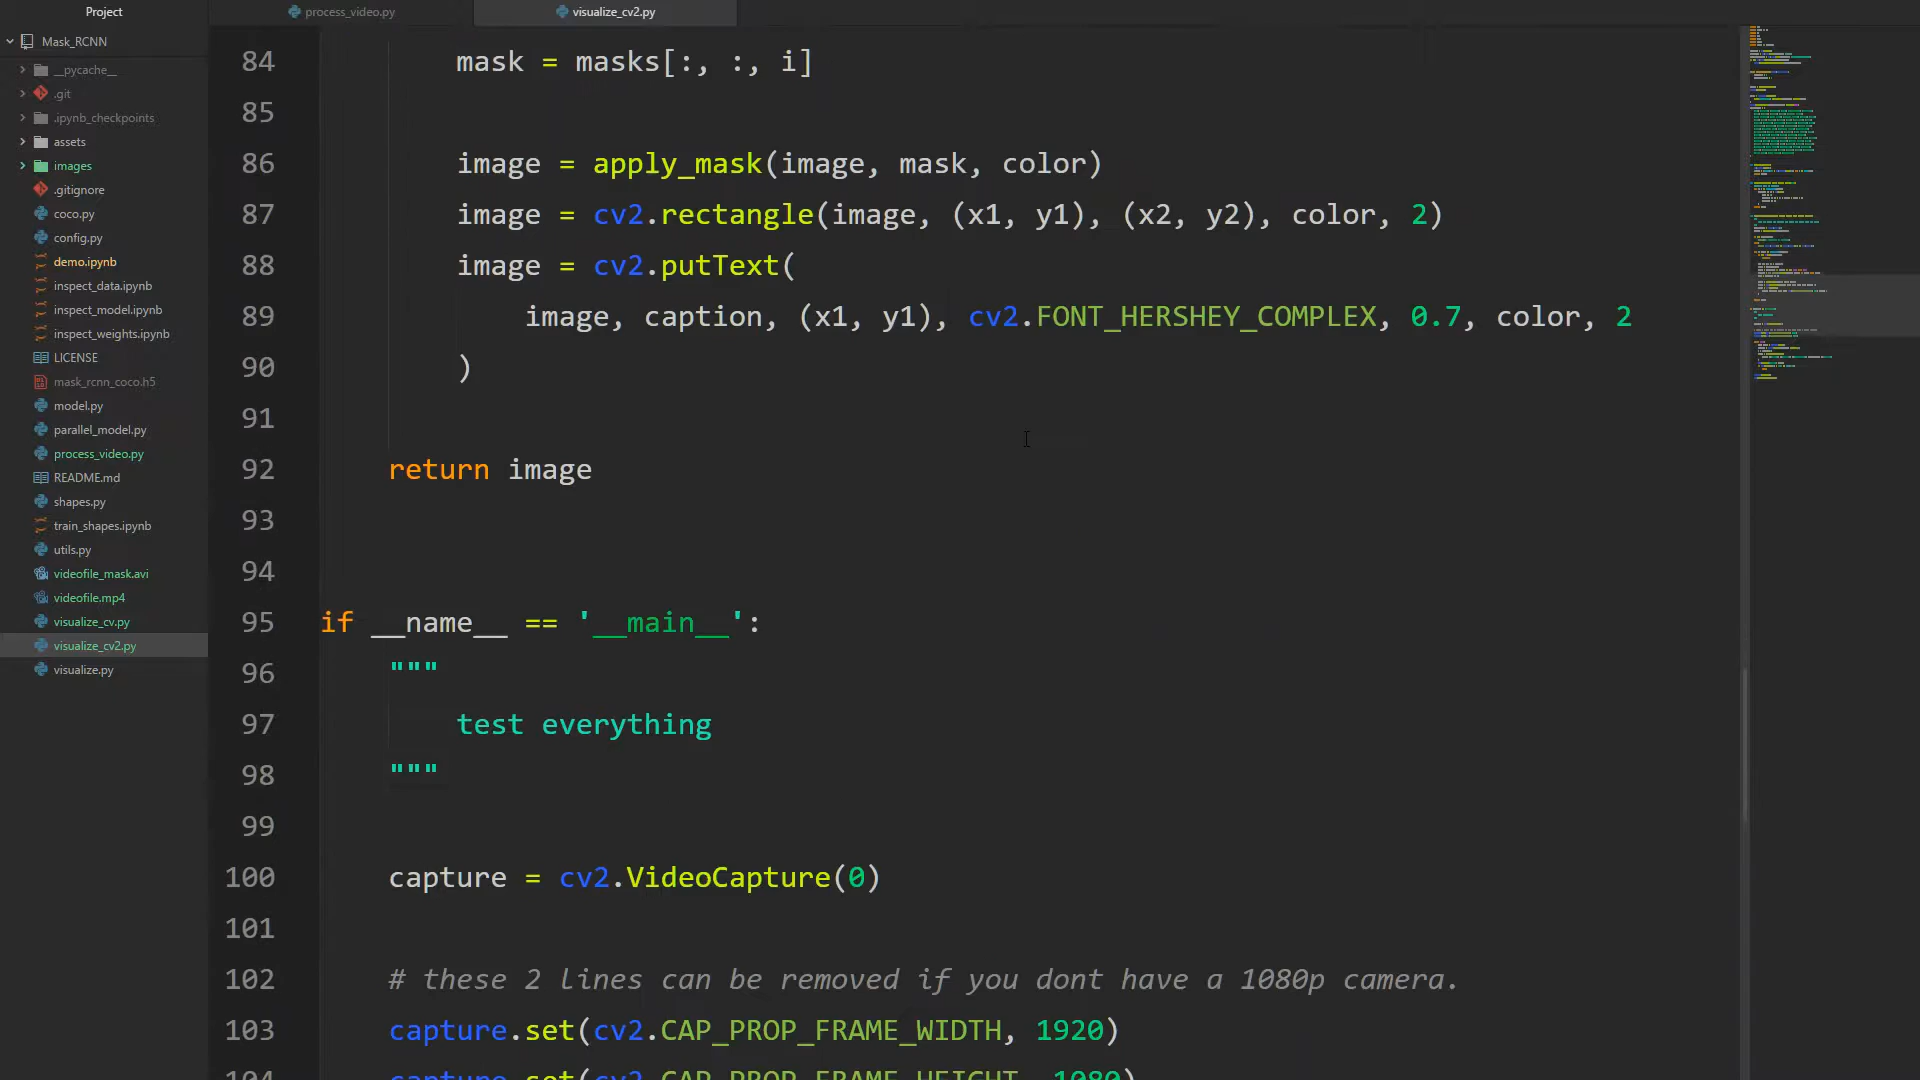 Project
process_video.py
visualize_cv2.py
Mask_RCNN
__pycache__
.git
.ipynb_checkpoints
assets
images
.gitignore
coco.py
config.py
demo.ipynb
inspect_data.ipynb
inspect_model.ipynb
inspect_weights.ipynb
LICENSE
mask_rcnn_coco.h5
model.py
parallel_model.py
process_video.py
README.md
shapes.py
train_shapes.ipynb
utils.py
videofile_mask.avi
videofile.mp4
visualize_cv.py
visualize_cv2.py
visualize.py
84 mask = masks[:, :, i]
85
86 image = apply_mask(image, mask, color)
87 image = cv2.rectangle(image, (x1, y1), (x2, y2), color, 2)
88 image = cv2.putText(
89 image, caption, (x1, y1), cv2.FONT_HERSHEY_COMPLEX, 0.7, color, 2
90 )
91
92 return image
93
94
95 if __name__ == '__main__':
96 """
97 test everything
98 """
99
100 capture = cv2.VideoCapture(0)
101
102 # these 2 lines can be removed if you dont have a 1080p camera.
103 capture.set(cv2.CAP_PROP_FRAME_WIDTH, 1920)
104 capture.set(cv2.CAP_PROP_FRAME_HEIGHT, 1080)